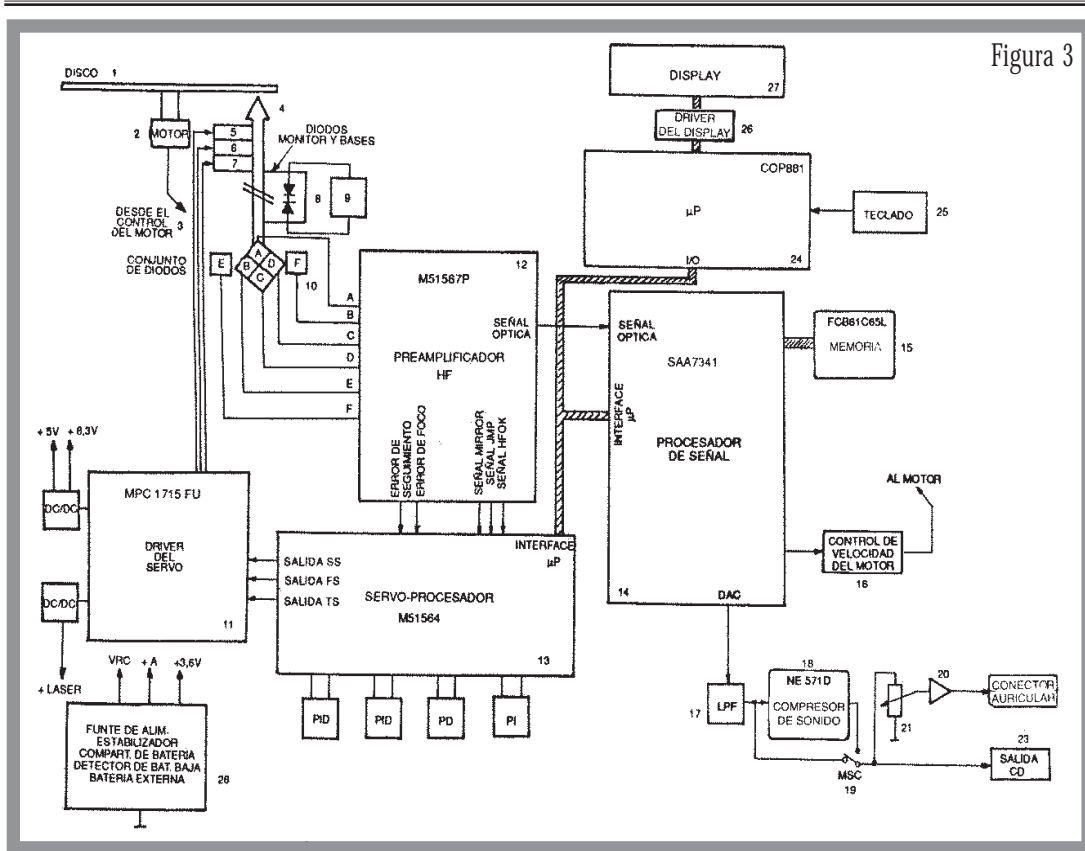 Figura 3
DISCO 1
4
2 MOTOR
5
6
7
DIODOS
MONITOR Y BASES
8
9
DESDE EL
CONTROL
DEL MOTOR
3
CONJUNTO
DE DIODOS
E
A
B
D
C
F
10
A
B
C
D
E
F
12
M51567P
SEÑAL
OPTICA
PREAMPLIFICADOR
HF
ERROR DE
SEGUIMIENTO
ERROR DE FOCO
SEÑAL MIRROR
SEÑAL JMP
SEÑAL HFOK
DISPLAY
27
DRIVER
DEL DISPLAY
26
COP881
µP
I/O
24
TECLADO
25
SEÑAL
OPTICA
SAA7341
INTERFACE
µP
PROCESADOR
DE SEÑAL
14
DAC
FCB61C65L
MEMORIA
15
AL MOTOR
CONTROL DE
VELOCIDAD
DEL MOTOR
16
+ 5V + 6,3V
DC/DC
MPC 1715 FU
DRIVER
DEL
SERVO
11
DC/DC
+ LASER
SALIDA SS
SALIDA FS
SALIDA TS
INTERFACE
µP
SERVO-PROCESADOR
M51564
13
PID
PID
PD
PI
VRC + A +3,6V
FUNTE DE ALIM-
ESTABILIZADOR
COMPART. DE BATERÍA
DETECTOR DE BAT. BAJA
BATERIA EXTERNA
28
17
LPF
18
NE 571D
COMPRESOR
DE SONIDO
MSC
19
20
21
CONECTOR
AURICULAR
23
SALIDA
CD